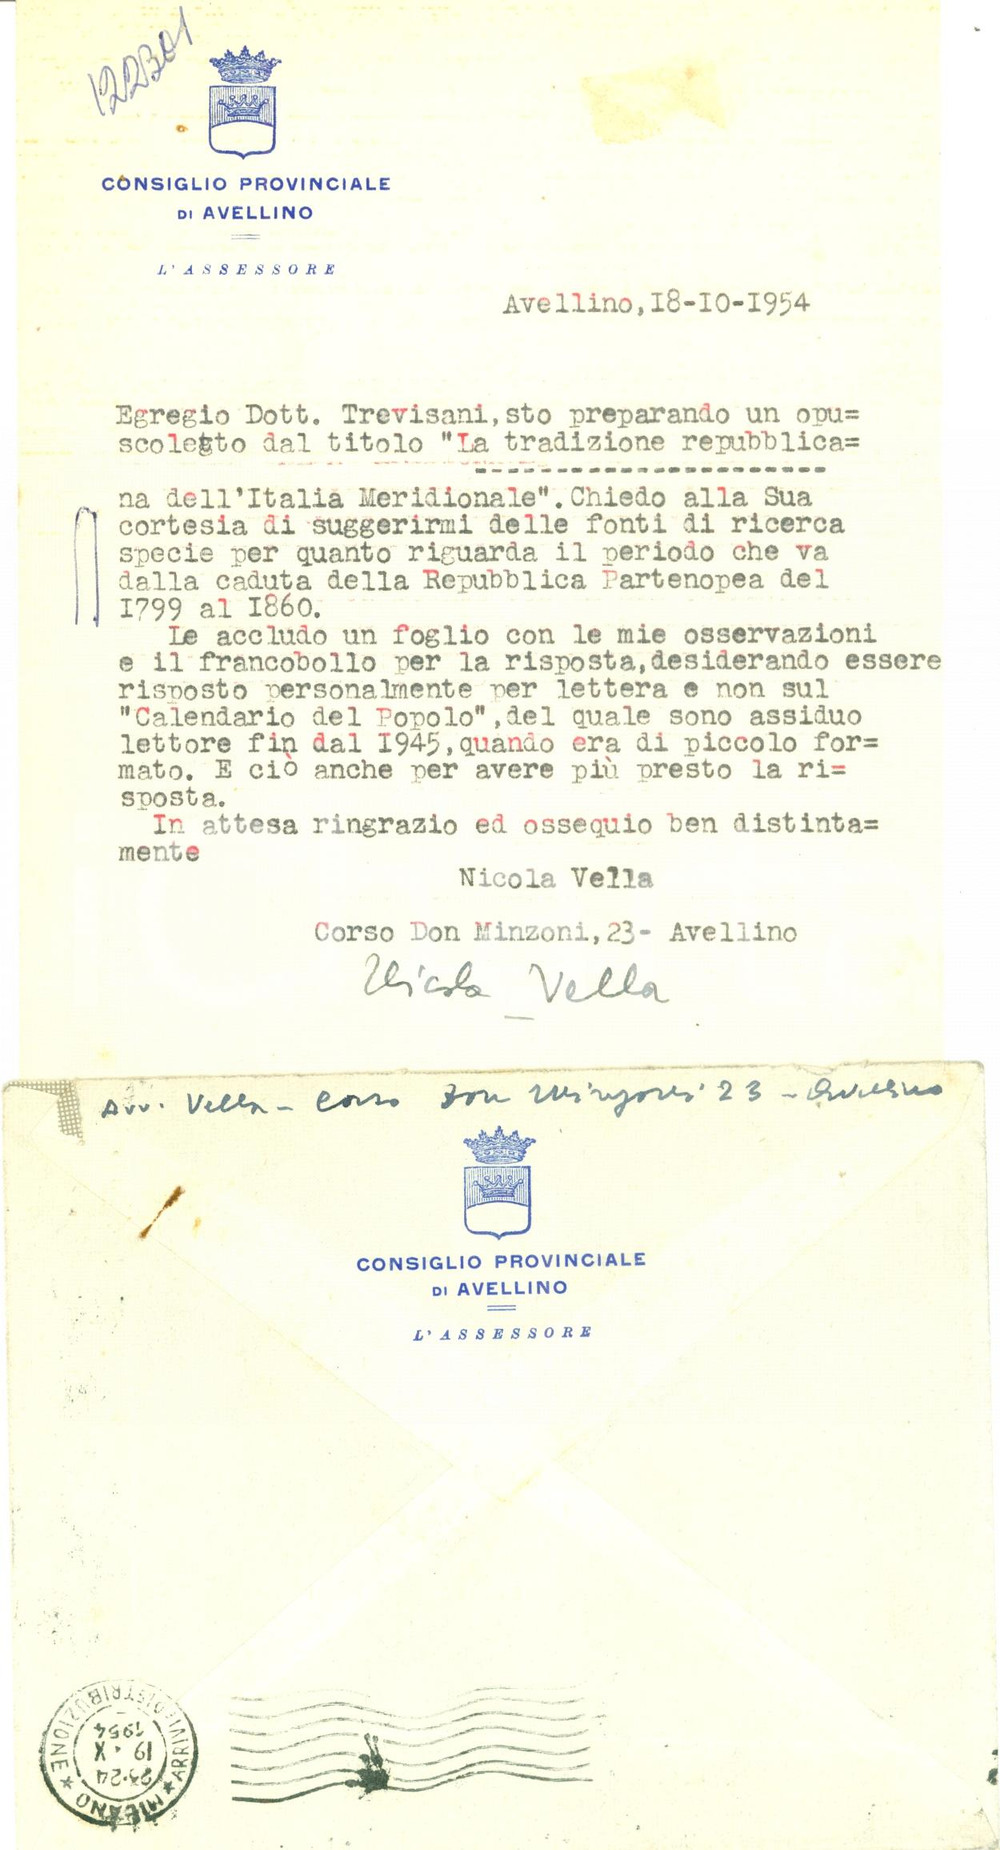 122301
CONSIGLIO PROVINCIALE
DI AVELLINO
L'ASSESSORE
Avellino,18-10-1954
Egregio Dott. Trevisani,sto preparando un opu=
scoletto dal titolo "La tradizione repubblica=
na dell'Italia Meridionale".Chiedo alla Sua
cortesia di suggerirmi delle fonti di ricerca
specie per quanto riguarda il periodo che va
dalla caduta della Repubblica Partenopea del
1799 al 1860.
Le accludo un foglio con le mie osservazioni
e il francobollo per la risposta,desiderando essere
risposto personalmente per lettera e non sul
"Calendario del Popolo",del quale sono assiduo
lettore fin dal 1945,quando era di piccolo for=
mato. E ciò anche per avere più presto la ri=
sposta.
In attesa ringrazio ed ossequio ben distinta=
mente
Nicola Vella
Corso Don Minzoni,23- Avellino
Nicola Vella
Avv. Vella - Corso Don Minzoni 23 - Avellino
CONSIGLIO PROVINCIALE
DI AVELLINO
L'ASSESSORE
MILANO
23-24
19.X
1954
ARRIVI E DISTRIBUZIONE